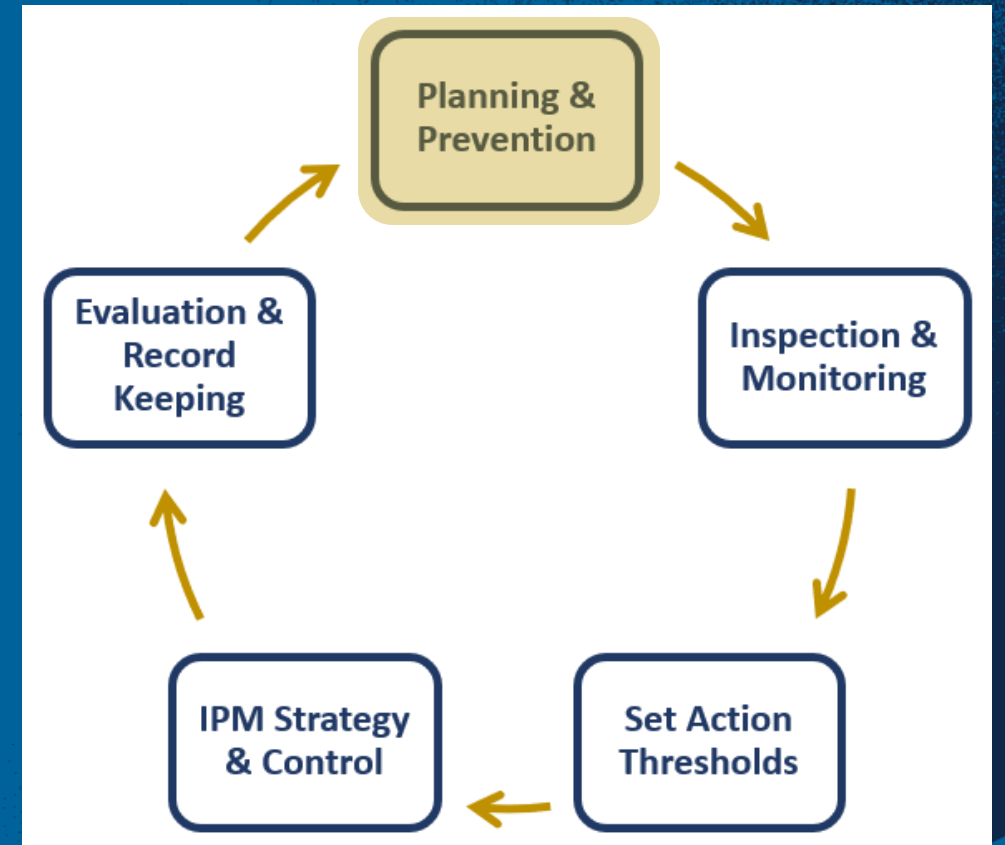 Planning &
Prevention
Inspection &
Monitoring
Set Action
Thresholds
IPM Strategy
& Control
Evaluation &
Record
Keeping